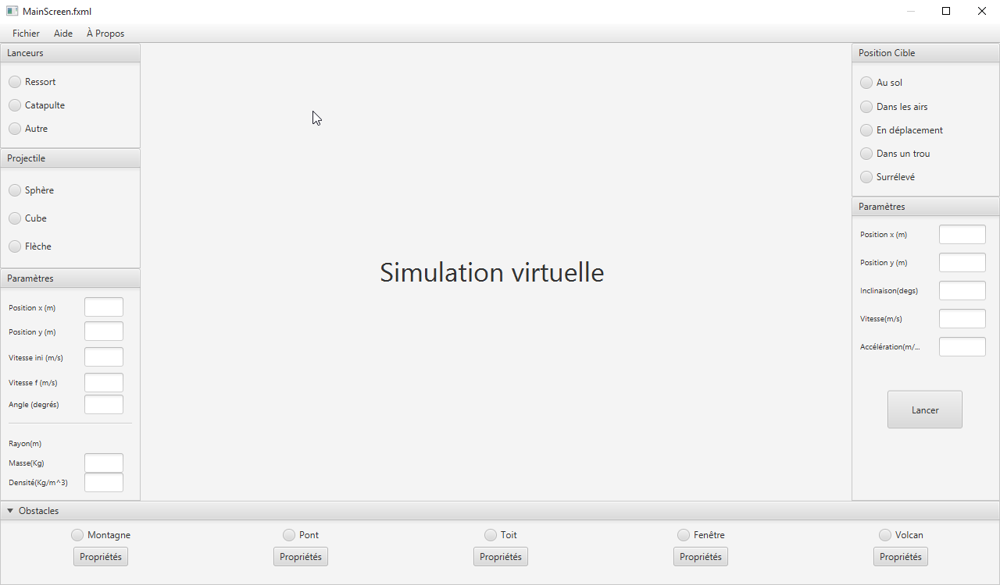 MainScreen.fxml
Fichier Aide À Propos
Lanceurs
Ressort
Catapulte
Autre
Projectile
Sphère
Cube
Flèche
Paramètres
Position x (m)
Position y (m)
Vitesse ini (m/s)
Vitesse f (m/s)
Angle (degrés)
Rayon(m)
Masse(Kg)
Densité(Kg/m^3)
Simulation virtuelle
Position Cible
Au sol
Dans les airs
En déplacement
Dans un trou
Surrélevé
Paramètres
Position x (m)
Position y (m)
Inclinaison(degs)
Vitesse(m/s)
Accélération(m/...
Lancer
Obstacles
Montagne Pont Toit Fenêtre Volcan
Propriétés Propriétés Propriétés Propriétés Propriétés